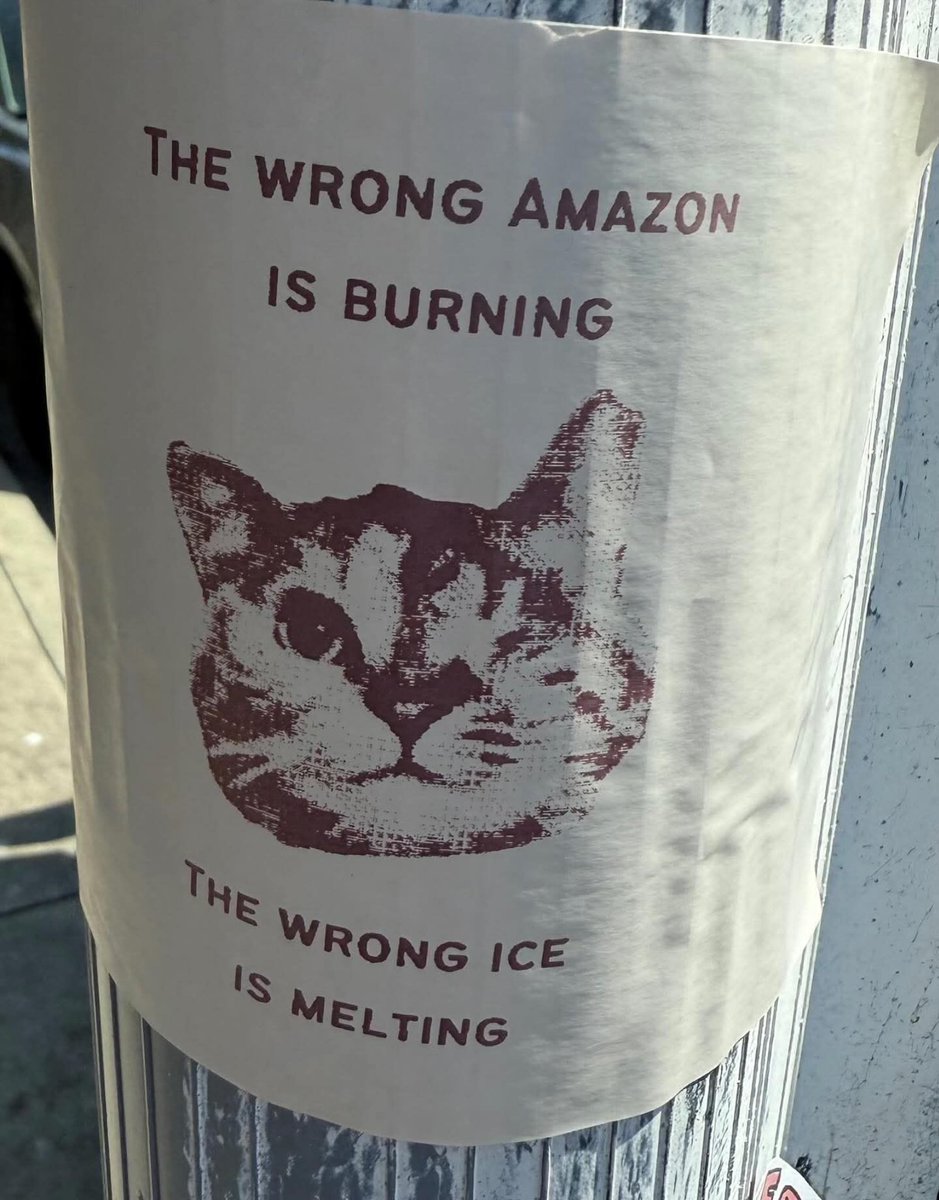 The wrong Amazon
is burning
The wrong ice
is melting